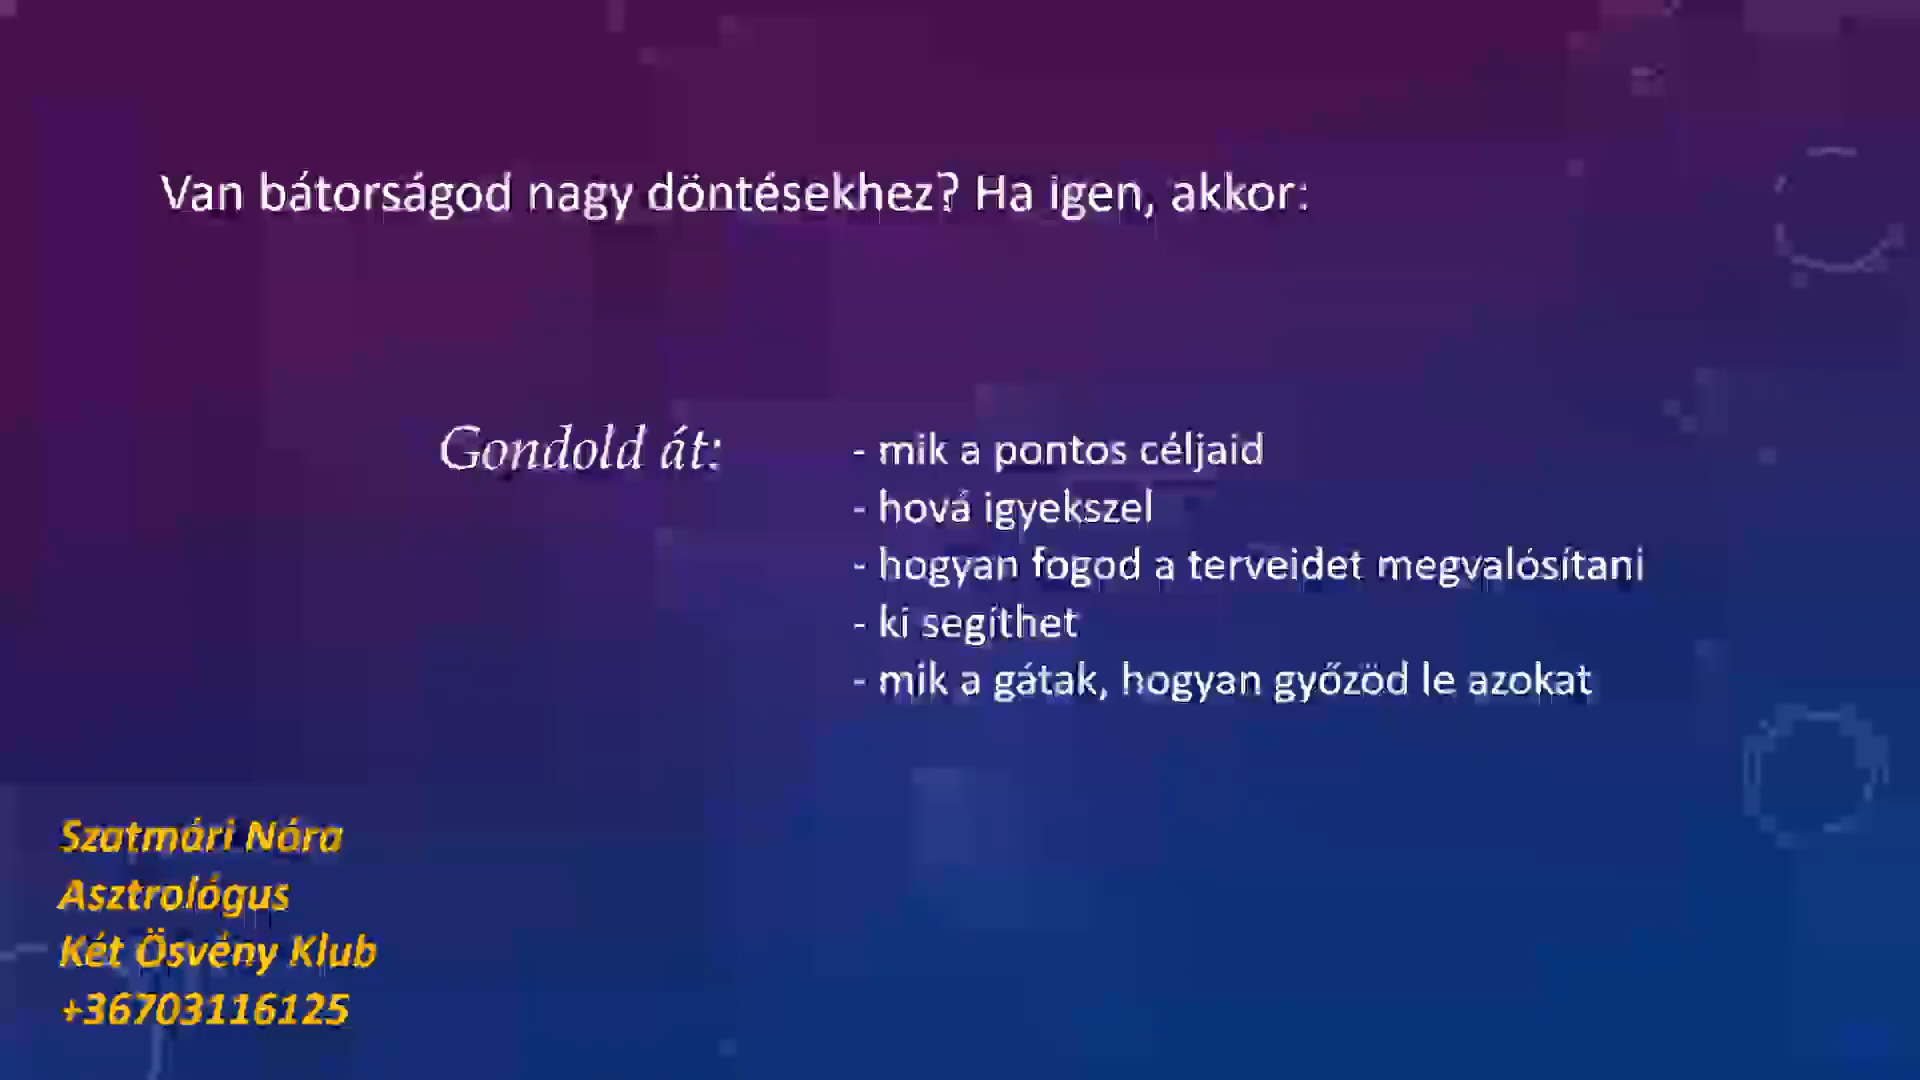 Van bátorságod nagy döntésekhez? Ha igen, akkor:
Gondold át:
- mik a pontos céljaid
- hová igyekszel
- hogyan fogod a terveidet megvalósítani
- ki segíthet
- mik a gátak, hogyan győzöd le azokat
Szatmári Nóra
Asztrológus
Két Ösvény Klub
+36703116125